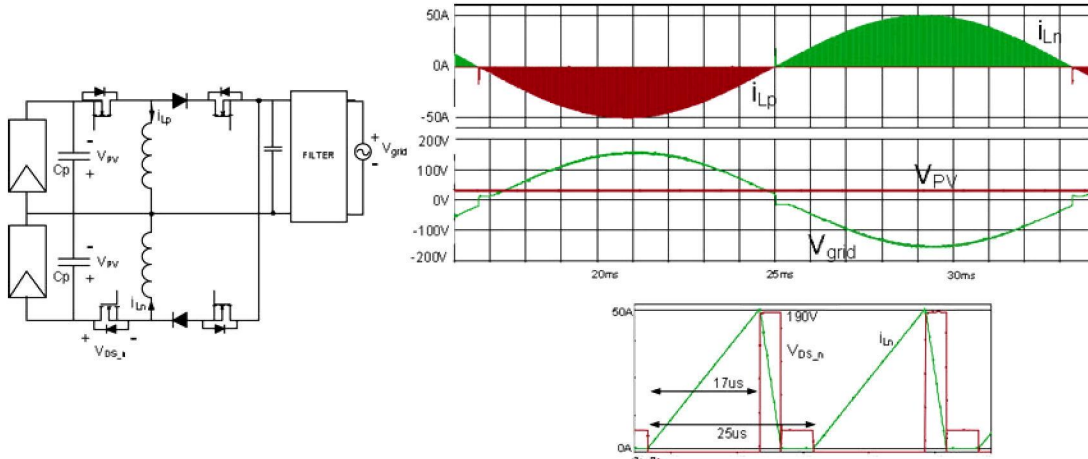 iLp
Cp
VPV
-
+
FILTER
+
Vgrid
-
Cp
VPV
-
+
iLn
+ -
VDS_n
50A
0A
-50A
iLn
iLp
200V
100V
0V
-100V
-200V
VPV
Vgrid
20ms
25ms
30ms
50A
0A
190V
VDS_n
iLn
17us
25us